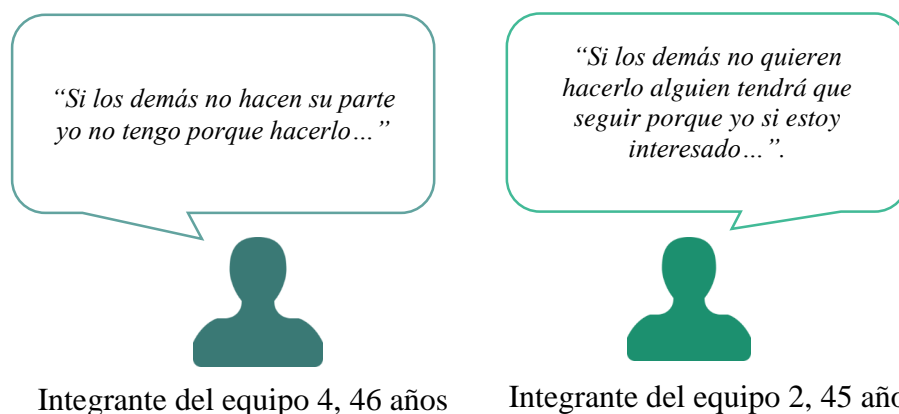 “Si los demás no hacen su parte
yo no tengo porque hacerlo…”
“Si los demás no quieren
hacerlo alguien tendrá que
seguir porque yo si estoy
interesado…”.
Integrante del equipo 4, 46 años
Integrante del equipo 2, 45